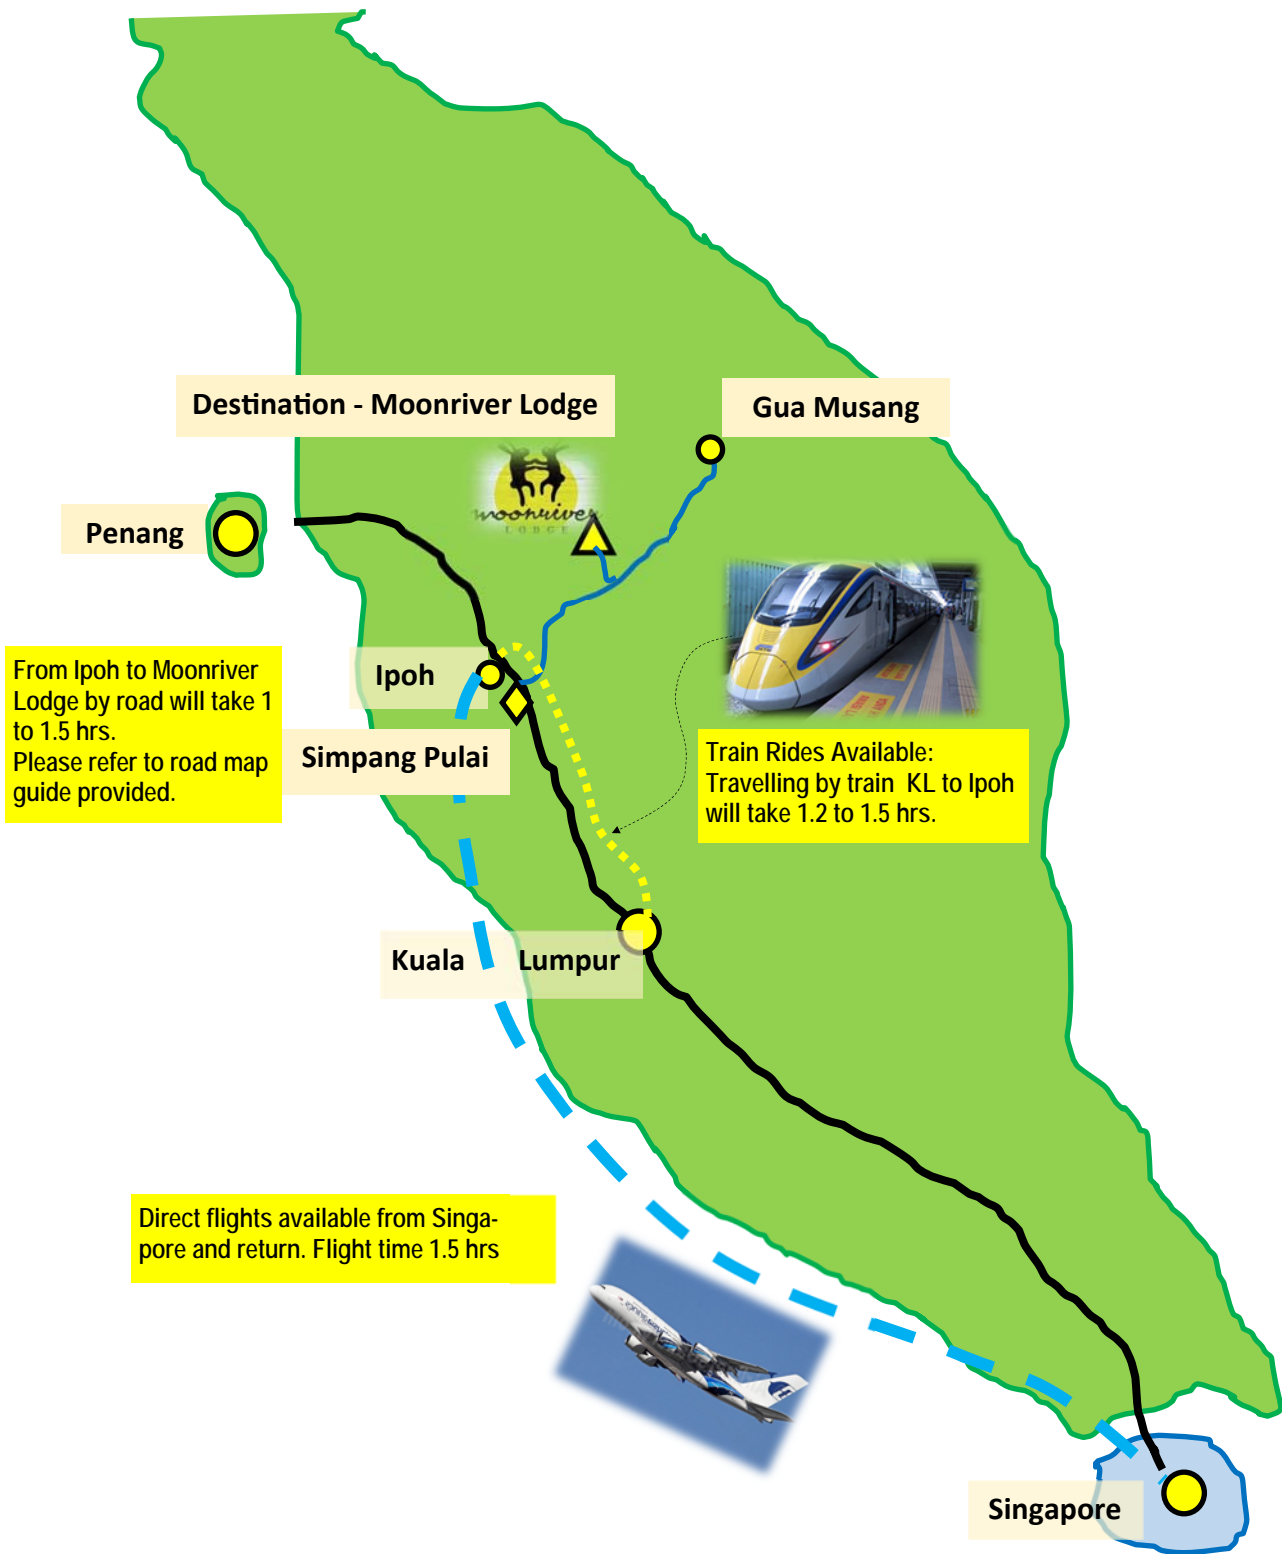 Destination - Moonriver Lodge
Gua Musang
moonriver
LODGE
Penang
Ipoh
From Ipoh to Moonriver
Lodge by road will take 1
to 1.5 hrs.
Please refer to road map
guide provided.
Simpang Pulai
Train Rides Available:
Travelling by train KL to Ipoh
will take 1.2 to 1.5 hrs.
Kuala Lumpur
Direct flights available from Singa-
pore and return. Flight time 1.5 hrs
Singapore